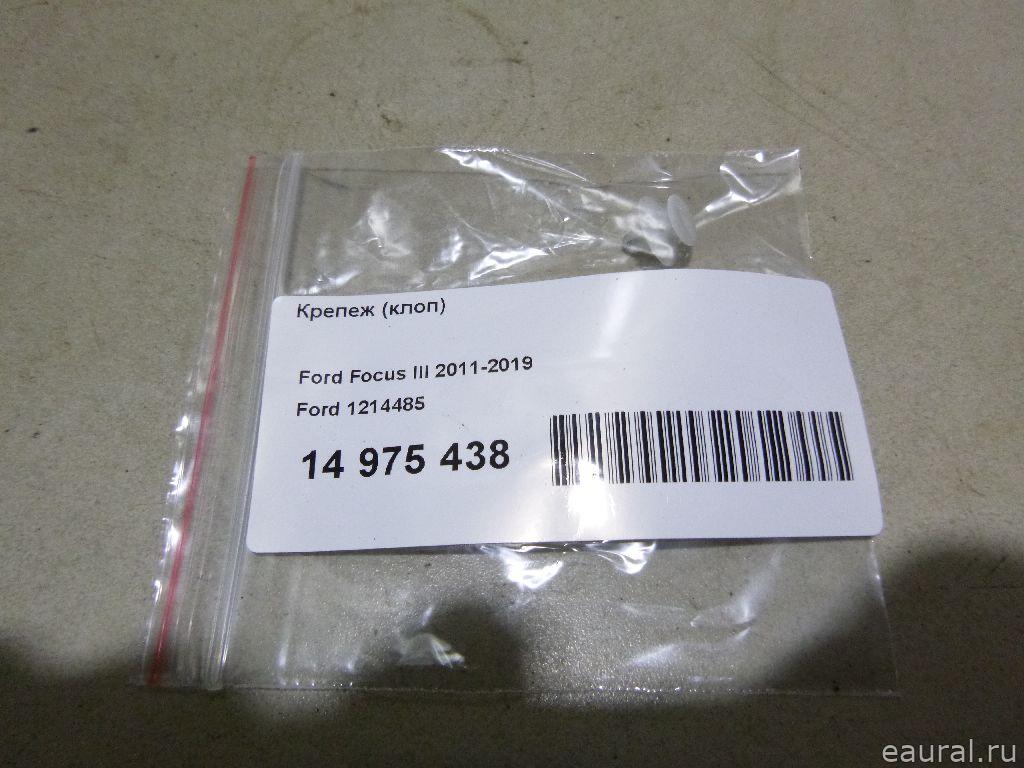 Крепеж (клоп)
Ford Focus III 2011-2019
Ford 1214485
14 975 438
eaural.ru